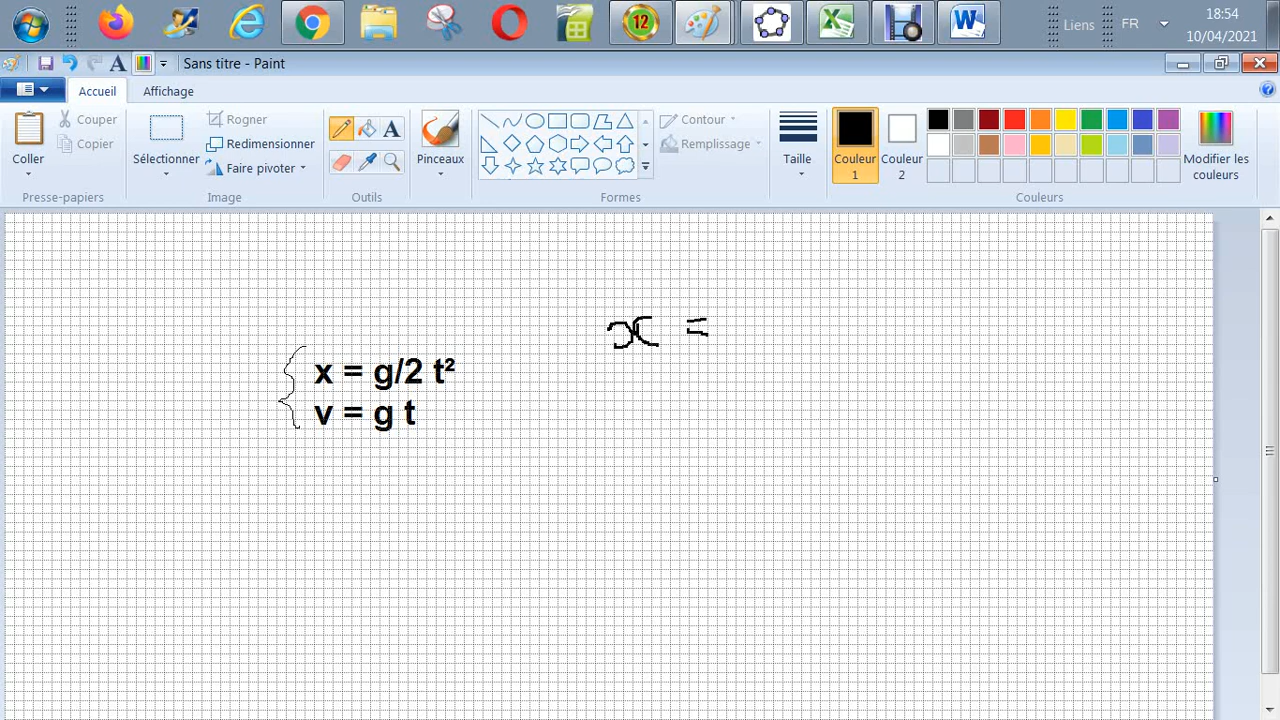 18:54
12
Liens
FR
10/04/2021
Sans titre - Paint
Accueil
Affichage
Coller
Couper
Copier
Presse-papiers
Sélectionner
Rogner
Redimensionner
Faire pivoter
Image
A
Outils
Pinceaux
Contour
Remplissage
Formes
Taille
Couleur 1
Couleur 2
Modifier les couleurs
Couleurs
x =
x = g/2 t²
v = g t